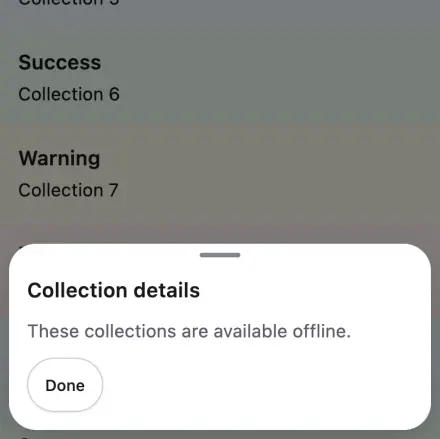 Success
Collection 6
Warning
Collection 7
Collection details
These collections are available offline.
Done